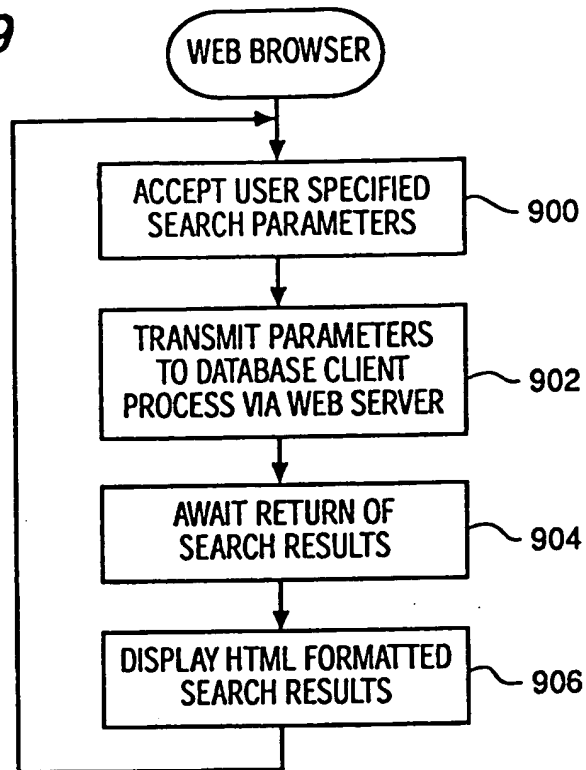 9
WEB BROWSER
ACCEPT USER SPECIFIED
SEARCH PARAMETERS
900
TRANSMIT PARAMETERS
TO DATABASE CLIENT
PROCESS VIA WEB SERVER
902
AWAIT RETURN OF
SEARCH RESULTS
904
DISPLAY HTML FORMATTED
SEARCH RESULTS
906